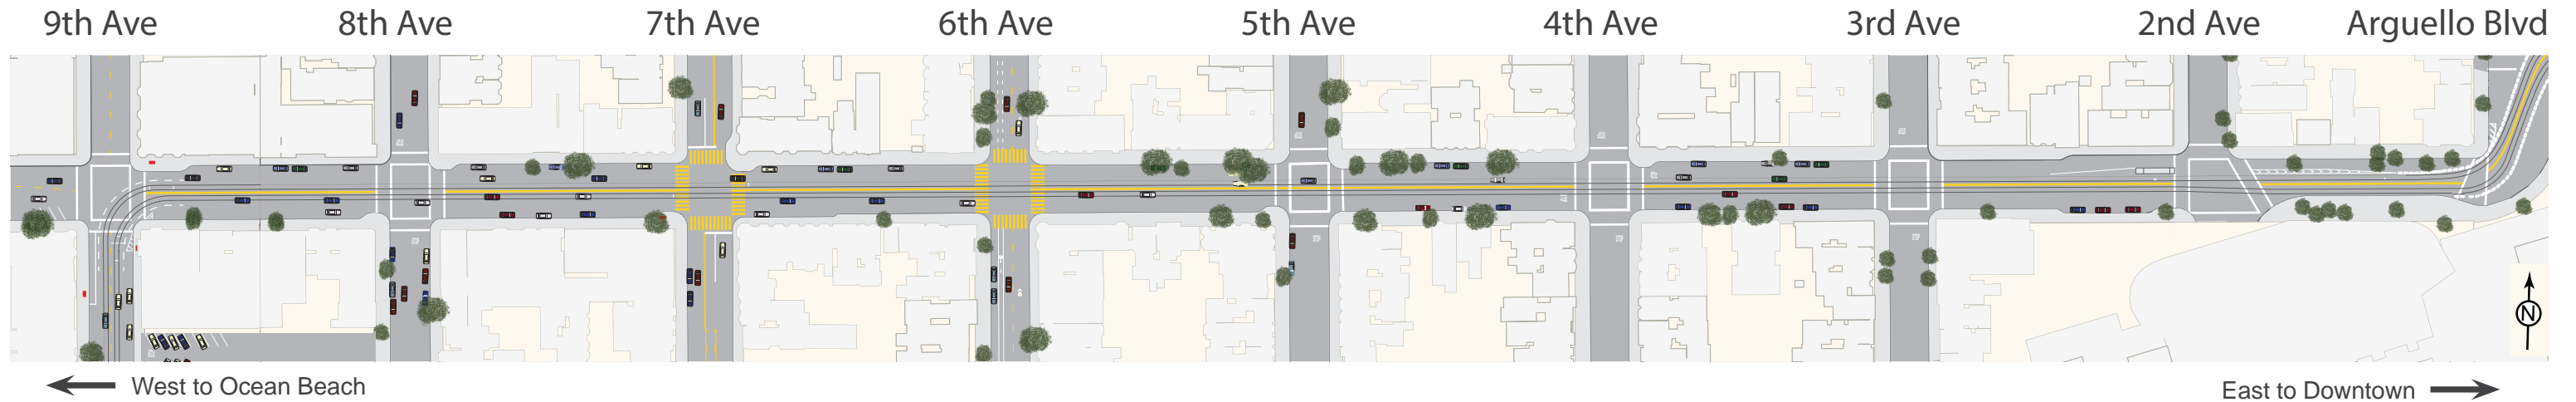 9th Ave 8th Ave 7th Ave 6th Ave 5th Ave 4th Ave 3rd Ave 2nd Ave Arguello Blvd
N
West to Ocean Beach East to Downtown